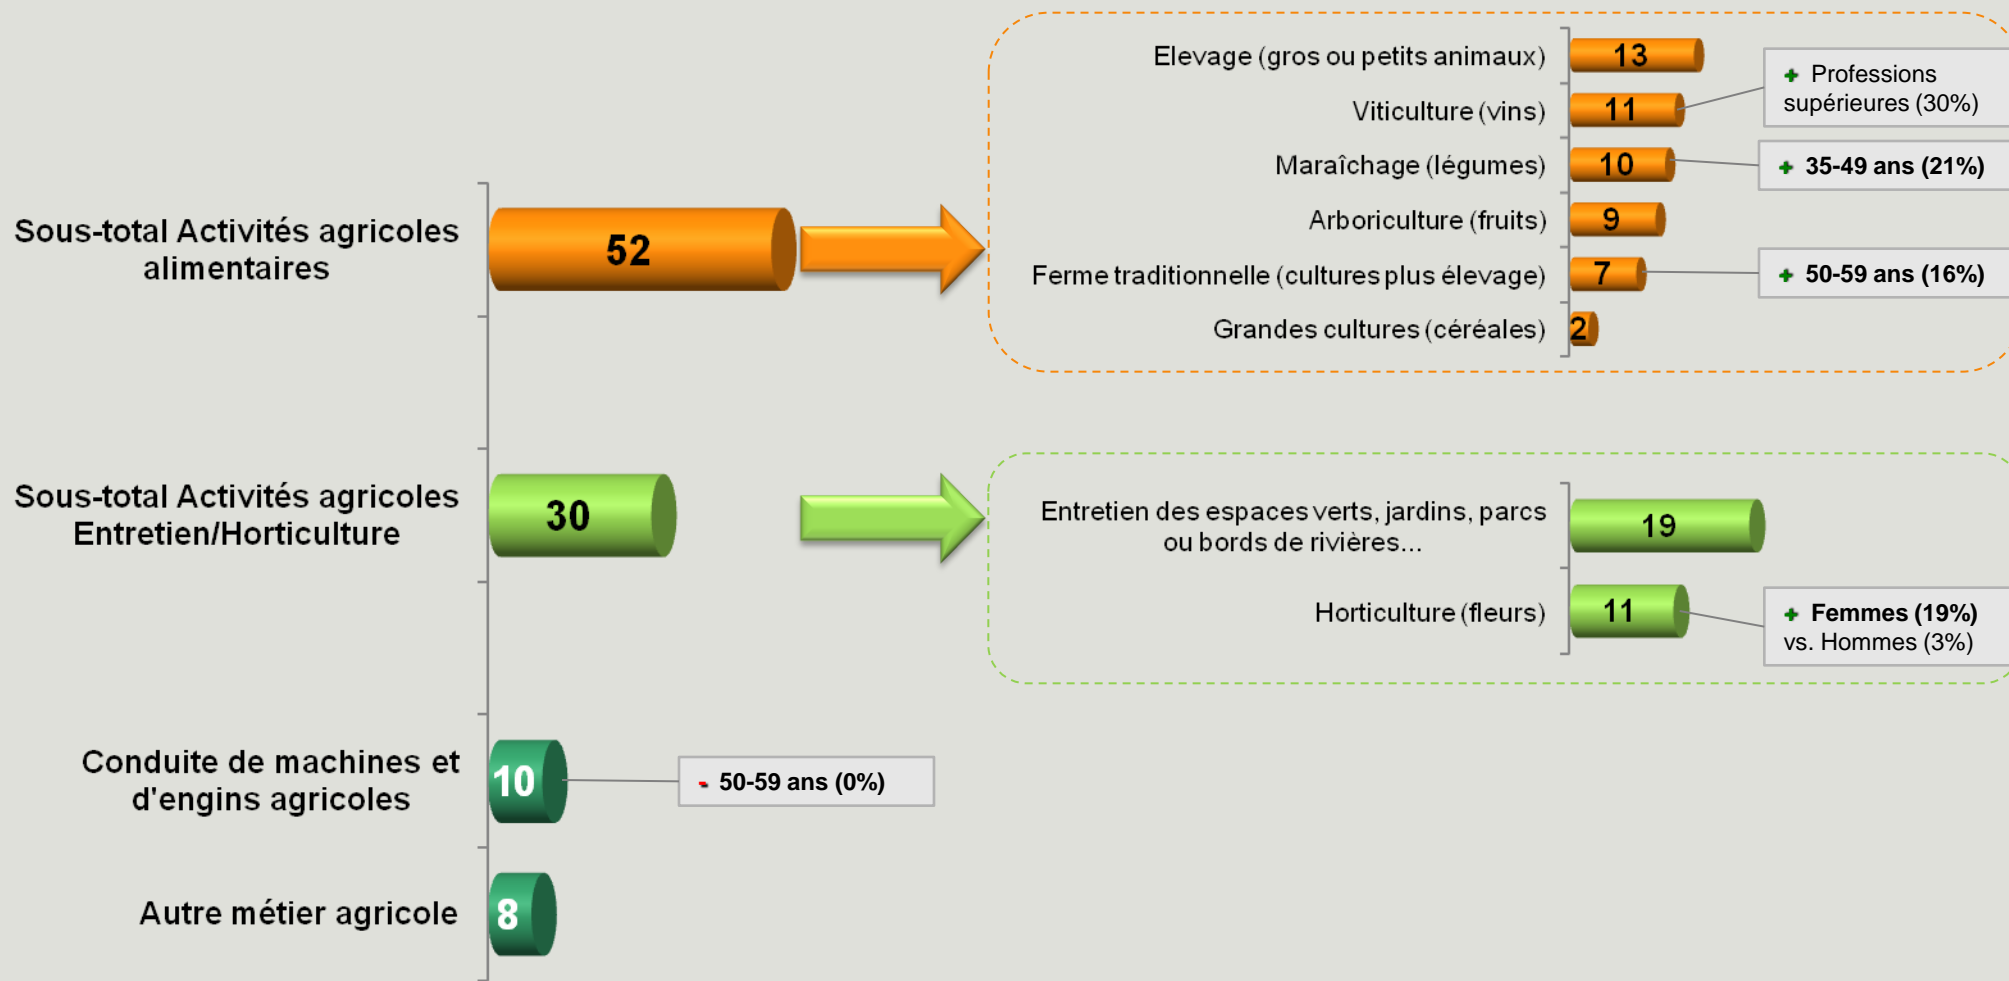 Sous-total Activités agricoles
alimentaires
52
Elevage (gros ou petits animaux)
13
Viticulture (vins)
11
+ Professions
supérieures (30%)
Maraîchage (légumes)
10
+ 35-49 ans (21%)
Arboriculture (fruits)
9
Ferme traditionnelle (cultures plus élevage)
7
+ 50-59 ans (16%)
Grandes cultures (céréales)
2
Sous-total Activités agricoles
Entretien/Horticulture
30
Entretien des espaces verts, jardins, parcs
ou bords de rivières...
19
Horticulture (fleurs)
11
+ Femmes (19%)
vs. Hommes (3%)
Conduite de machines et
d'engins agricoles
10
- 50-59 ans (0%)
Autre métier agricole
8